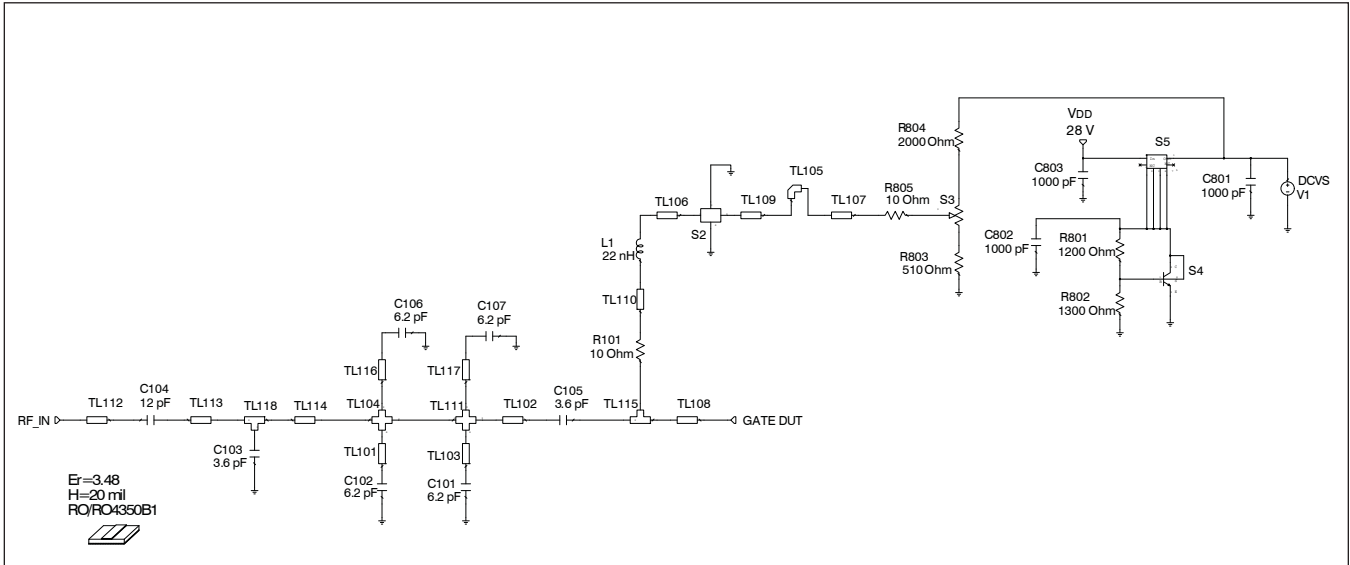 R804
2000 Ohm
VDD
28 V
S5
C803
1000 pF
C801
1000 pF
DCVS
V1
TL105
R805
10 Ohm
S3
TL106
TL109
TL107
S2
C802
1000 pF
R801
1200 Ohm
S4
L1
22 nH
R803
510 Ohm
R802
1300 Ohm
TL110
C106
6.2 pF
C107
6.2 pF
R101
10 Ohm
TL116
TL117
TL112
C104
12 pF
TL113
TL118
TL114
TL104
TL111
TL102
C105
3.6 pF
TL115
TL108
RF_IN
GATE DUT
C103
3.6 pF
TL101
TL103
C102
6.2 pF
C101
6.2 pF
Er=3.48
H=20 mil
RO/RO4350B1